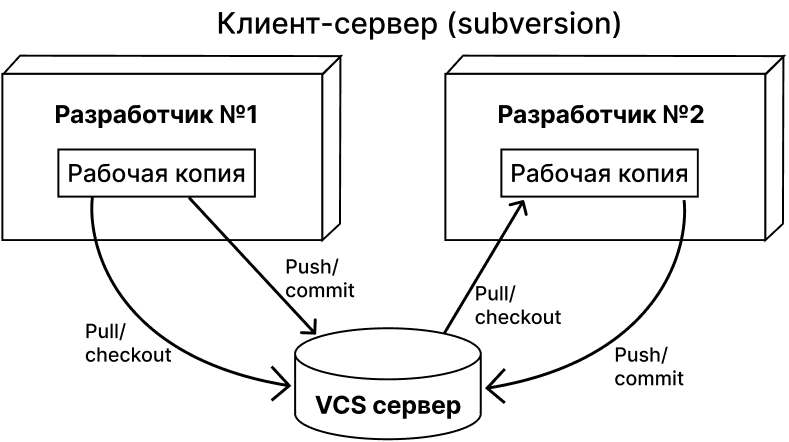 Клиент-сервер (subversion)
Разработчик №1
Рабочая копия
Разработчик №2
Рабочая копия
Push/
commit
Pull/
checkout
Pull/
checkout
Push/
commit
VCS сервер